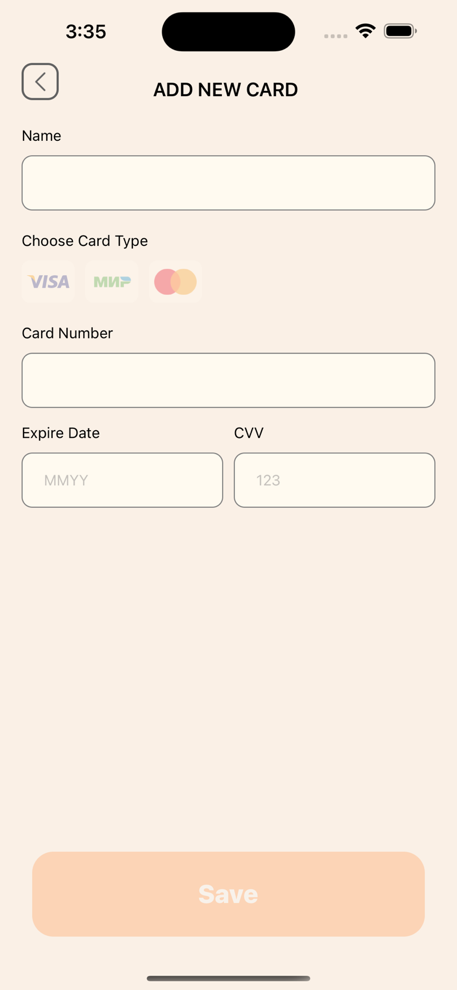 3:35
ADD NEW CARD
Name
Choose Card Type
VISA МИР
Card Number
Expire Date CVV
MMYY 123
Save